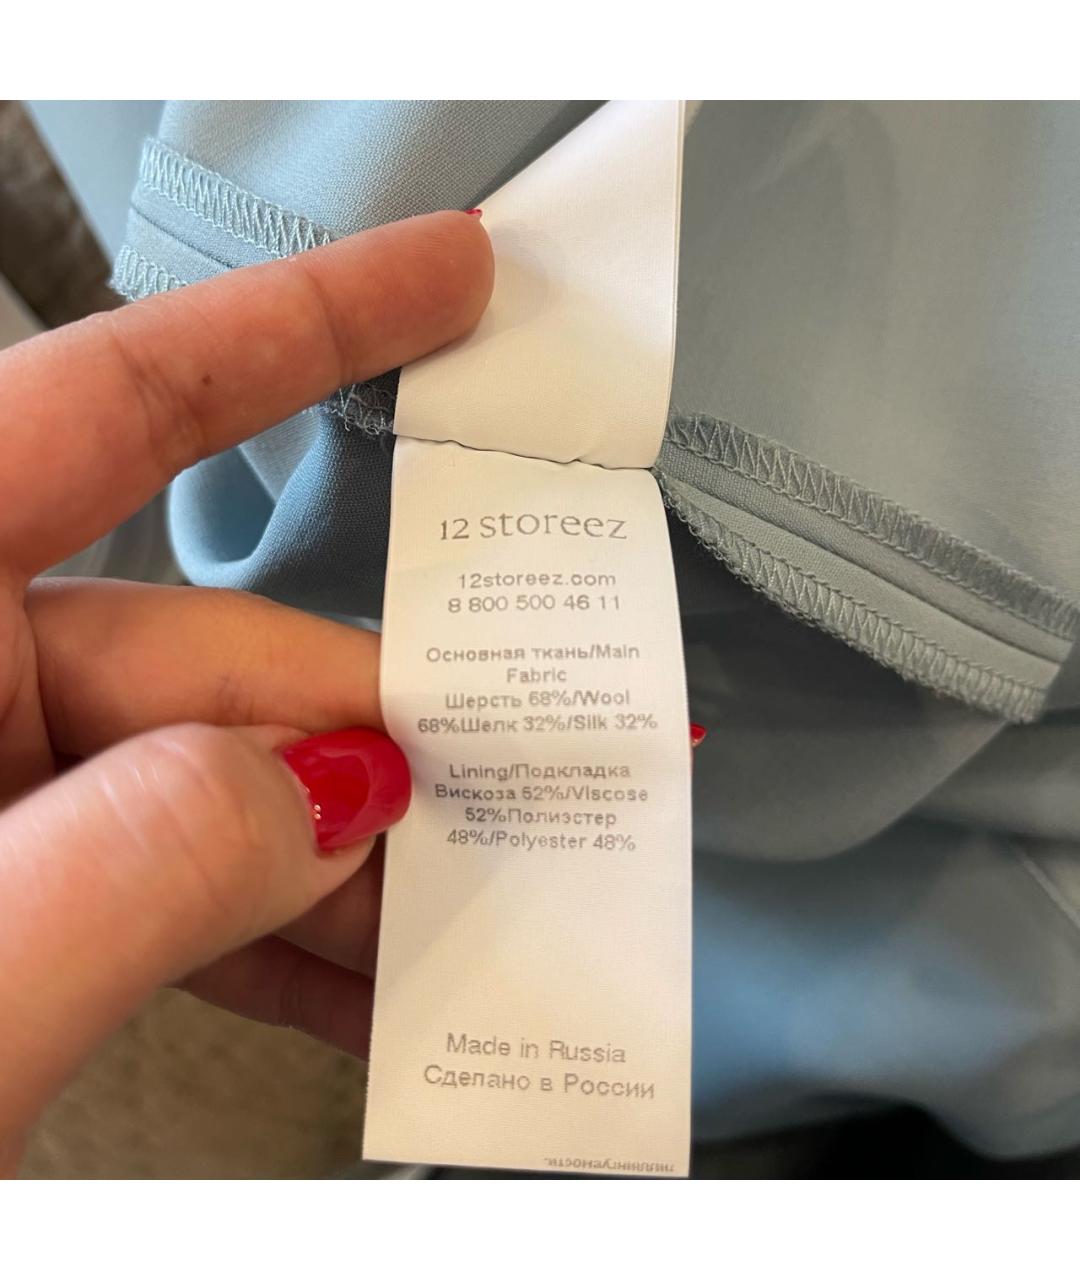 12 storeez
12storeez.com
8 800 500 46 11
Основная ткань/Main
Fabric
Шерсть 68%/Wool
68%Шелк 32%/Silk 32%
Lining/Подкладка
Вискоза 52%/Viscose
52%Полиэстер
48%/Polyester 48%
Made in Russia
Сделано в России